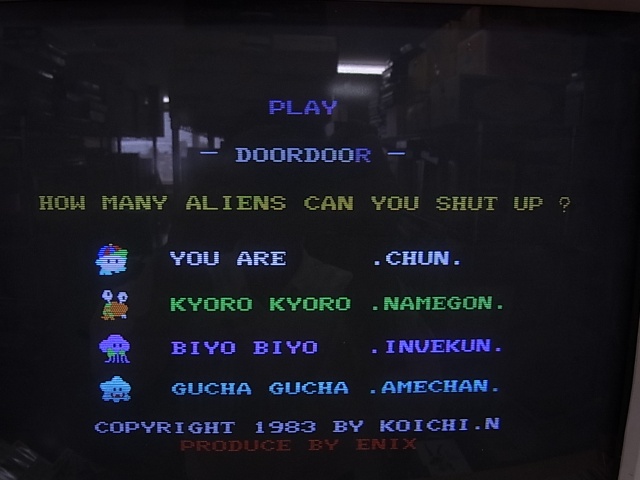 PLAY
- DOORDOOR -
HOW MANY ALIENS CAN YOU SHUT UP ?
YOU ARE .CHUN.
KYORO KYORO .NAMEGON.
BIYO BIYO .INVEKUN.
GUCHA GUCHA .AMECHAN.
COPYRIGHT 1983 BY KOICHI.N
PRODUCE BY ENIX